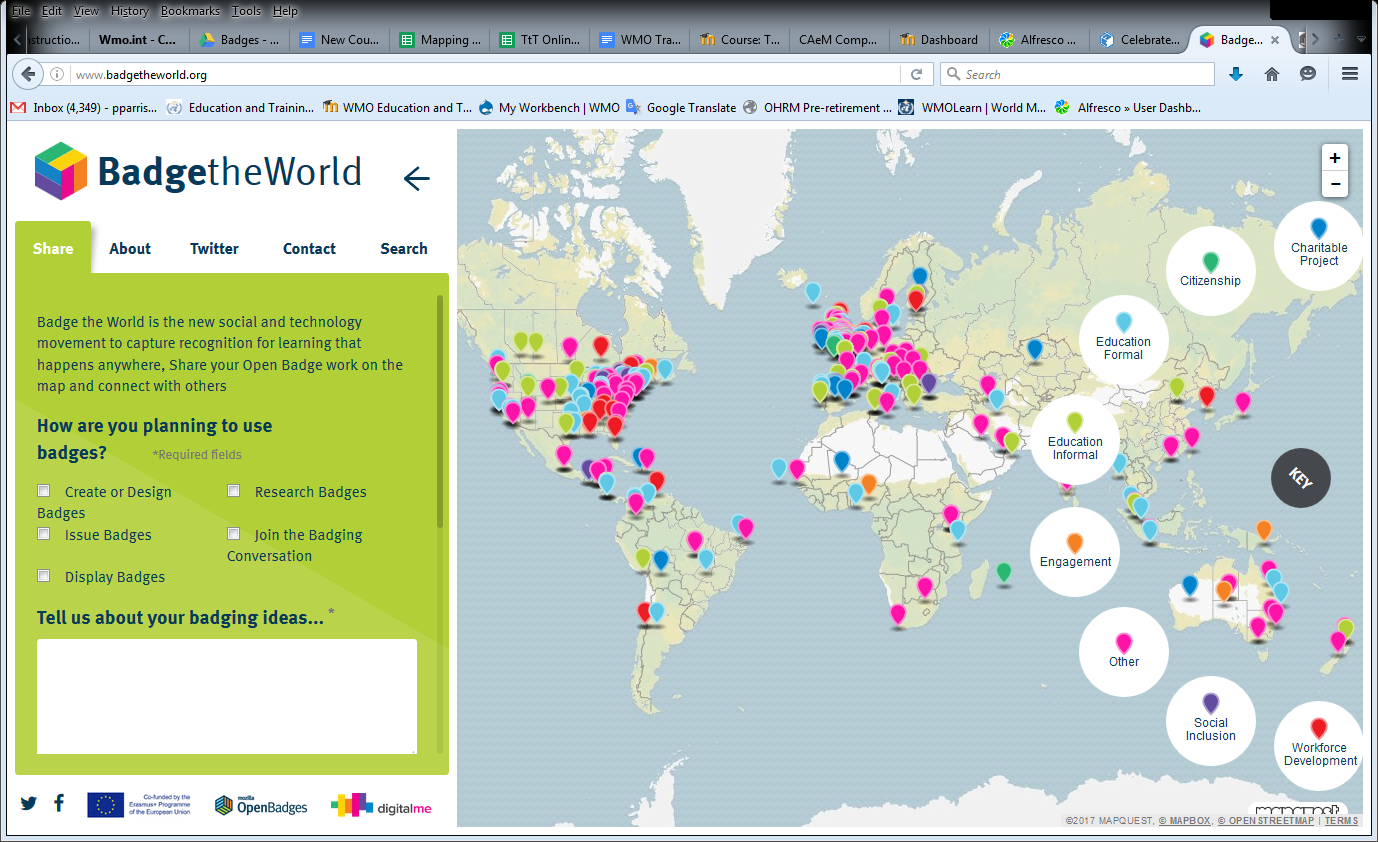 File Edit View History Bookmarks Tools Help
nstructio... Wmo.int - C... Badges - ... New Cou... Mapping ... TtT Onlin... WMO Tra... Course: T... CAeM Comp... Dashboard Alfresco ... Celebrate... Badge...
www.badgetheworld.org Search
Inbox (4,349) - pparris... Education and Trainin... WMO Education and T... My Workbench | WMO Google Translate OHRM Pre-retirement ... WMOLearn | World M... Alfresco » User Dashb...
BadgetheWorld
Share About Twitter Contact Search
Badge the World is the new social and technology
movement to capture recognition for learning that
happens anywhere, Share your Open Badge work on the
map and connect with others
How are you planning to use
badges? *Required fields
Create or Design
Badges
Research Badges
Issue Badges
Join the Badging
Conversation
Display Badges
Tell us about your badging ideas... *
Co-funded by the
Erasmus+ Programme
of the European Union
mozilla
OpenBadges
digitalme
+
-
Charitable
Project
Citizenship
Education
Formal
Education
Informal
KEY
Engagement
Other
Social
Inclusion
Workforce
Development
mapquest
©2017 MAPQUEST, © MAPBOX, © OPENSTREETMAP | TERMS